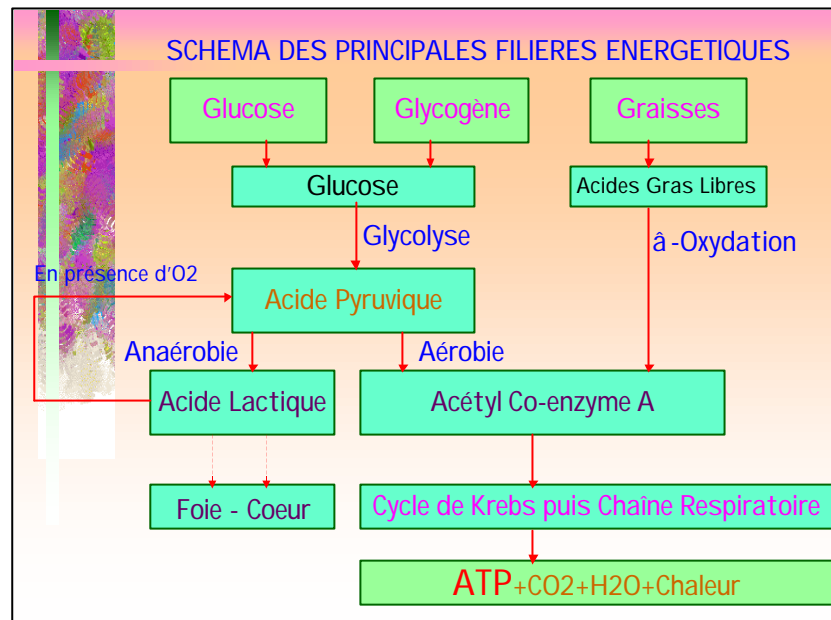 SCHEMA DES PRINCIPALES FILIERES ENERGETIQUES
Glucose
Glycogène
Graisses
Glucose
Acides Gras Libres
Glycolyse
â -Oxydation
En présence d'O2
Acide Pyruvique
Anaérobie
Aérobie
Acide Lactique
Acétyl Co-enzyme A
Foie - Coeur
Cycle de Krebs puis Chaîne Respiratoire
ATP+CO2+H2O+Chaleur